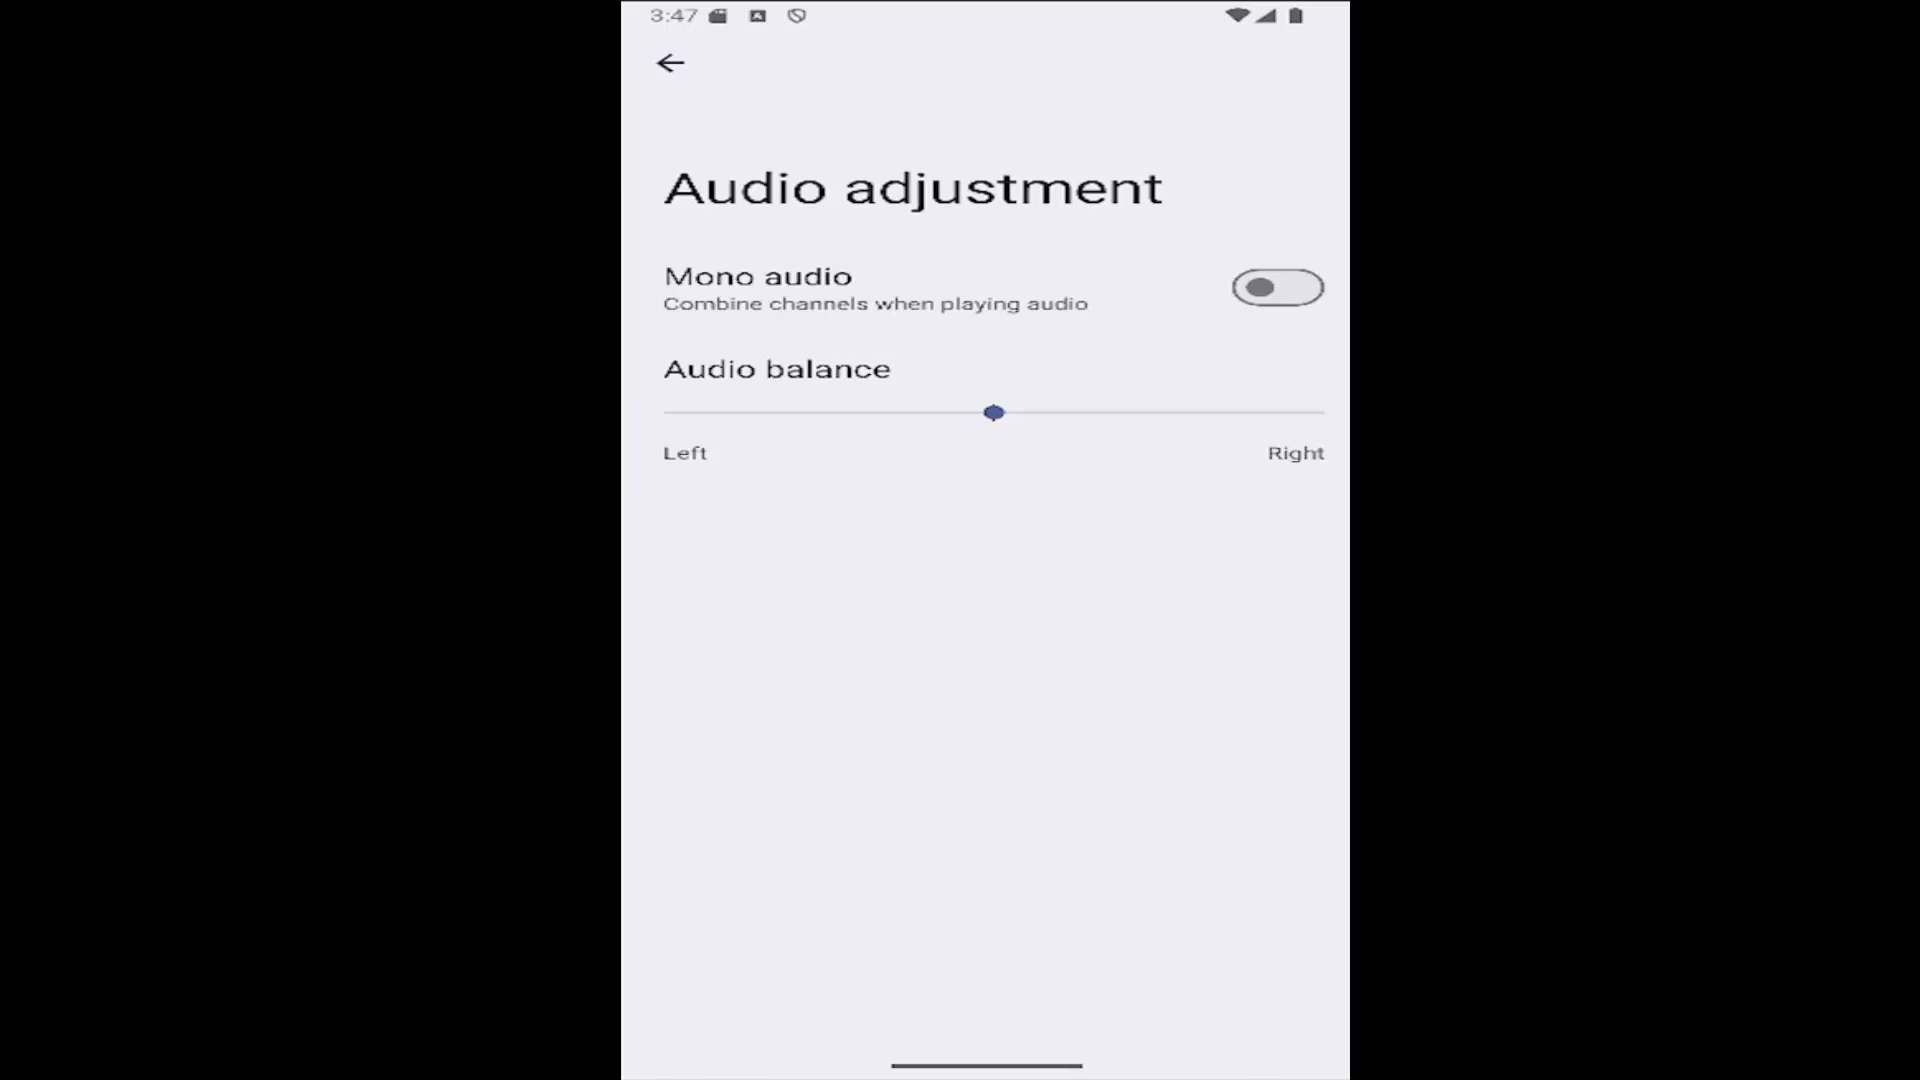 3:47
Audio adjustment
Mono audio
Combine channels when playing audio
Audio balance
Left
Right